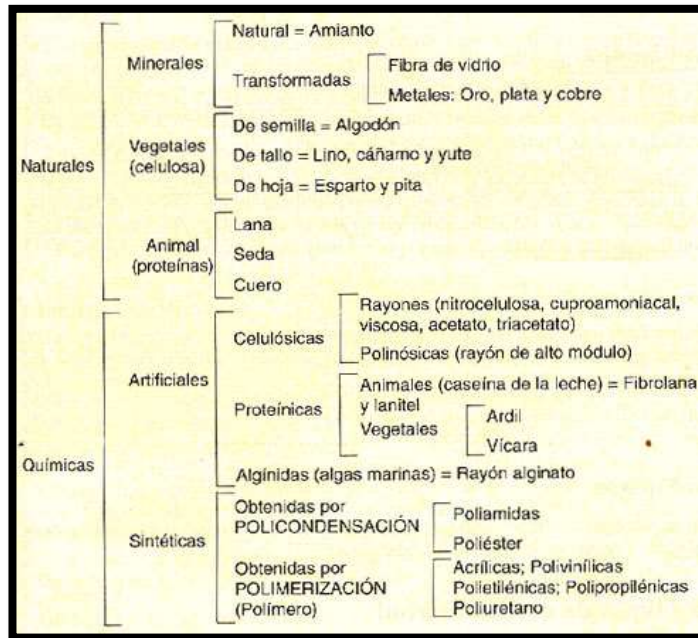 Naturales
Minerales
Natural = Amianto
Transformadas
Fibra de vidrio
Metales: Oro, plata y cobre
Vegetales
(celulosa)
De semilla = Algodón
De tallo = Lino, cáñamo y yute
De hoja = Esparto y pita
Animal
(proteínas)
Lana
Seda
Cuero
Químicas
Artificiales
Celulósicas
Rayones (nitrocelulosa, cuproamoniacal,
viscosa, acetato, triacetato)
Polinósicas (rayón de alto módulo)
Proteínicas
Animales (caseína de la leche) = Fibrolana
y lanitel
Vegetales
Ardil
Vícara
Algínidas (algas marinas) = Rayón alginato
Sintéticas
Obtenidas por
POLICONDENSACIÓN
Poliamidas
Poliéster
Obtenidas por
POLIMERIZACIÓN
(Polímero)
Acrílicas; Polivinílicas
Polietilénicas; Polipropilénicas
Poliuretano